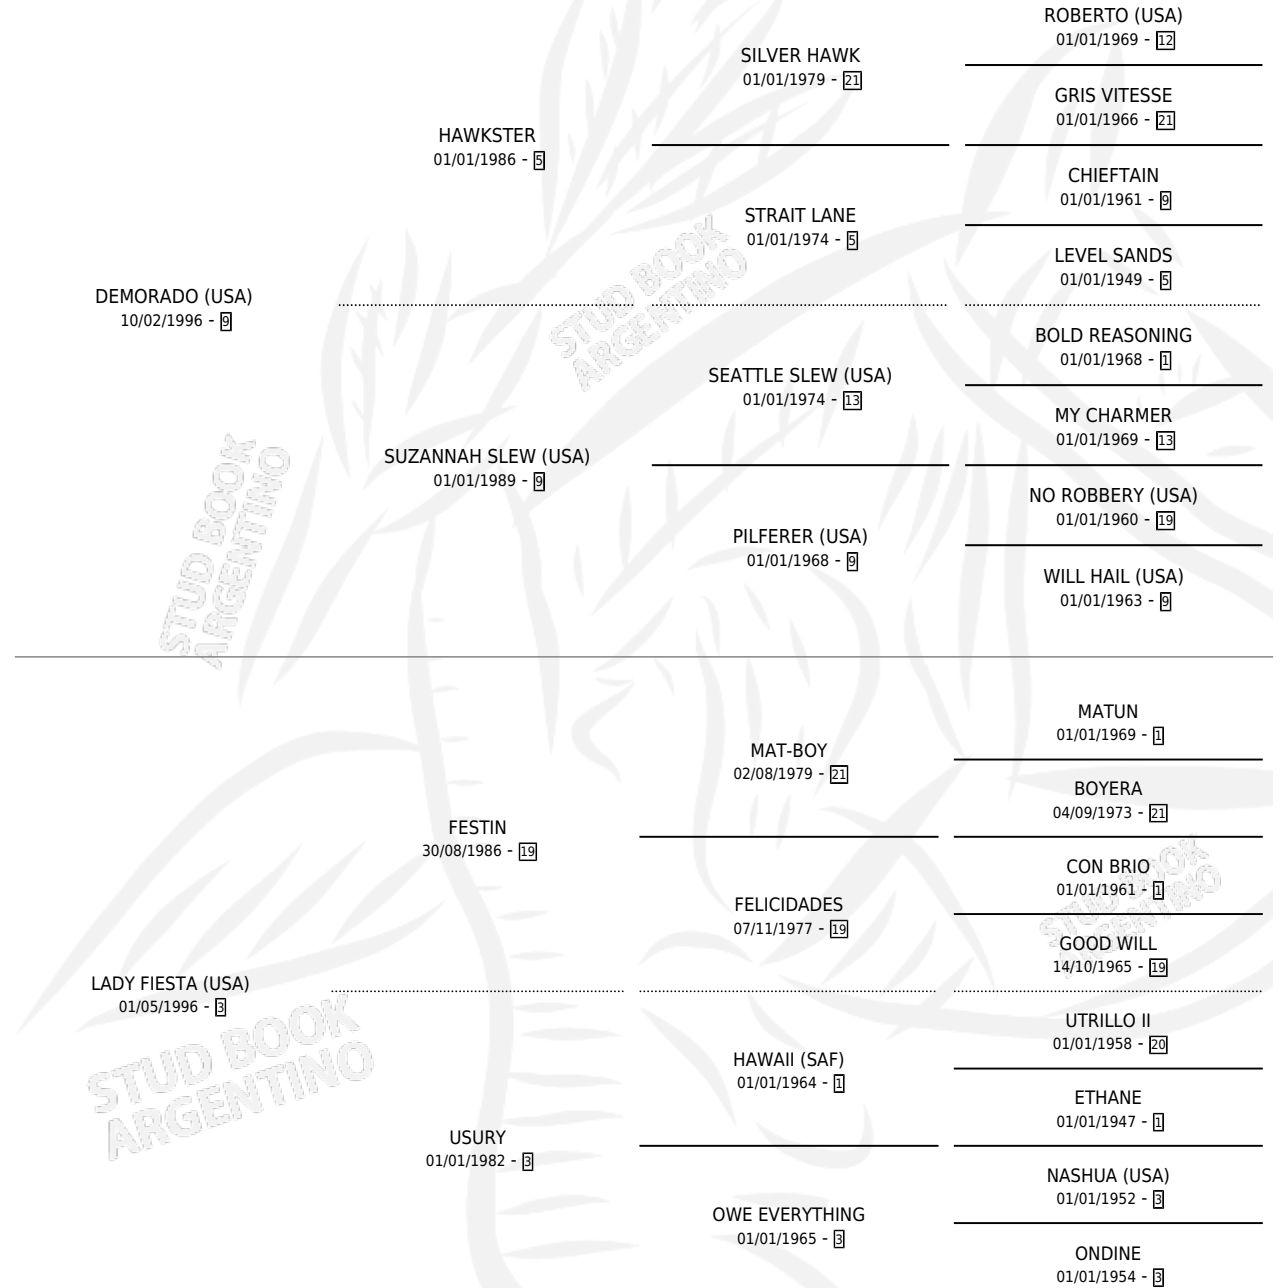 ROBERTO (USA)
01/01/1969 - 12
SILVER HAWK
01/01/1979 - 21
GRIS VITESSE
01/01/1966 - 21
HAWKSTER
01/01/1986 - 5
CHIEFTAIN
01/01/1961 - 9
STRAIT LANE
01/01/1974 - 5
LEVEL SANDS
01/01/1949 - 5
DEMORADO (USA)
10/02/1996 - 9
STUD BOOK
ARGENTINO
BOLD REASONING
01/01/1968 - 1
SEATTLE SLEW (USA)
01/01/1974 - 13
MY CHARMER
01/01/1969 - 13
SUZANNAH SLEW (USA)
01/01/1989 - 9
NO ROBBERY (USA)
01/01/1960 - 19
PILFERER (USA)
01/01/1968 - 9
WILL HAIL (USA)
01/01/1963 - 9
STUD BOOK
ARGENTINO
MATUN
01/01/1969 - 1
MAT-BOY
02/08/1979 - 21
BOYERA
04/09/1973 - 21
FESTIN
30/08/1986 - 19
CON BRIO
01/01/1961 - 1
FELICIDADES
07/11/1977 - 19
GOOD WILL
14/10/1965 - 19
STUD BOOK
ARGENTINO
LADY FIESTA (USA)
01/05/1996 - 3
UTRILLO II
01/01/1958 - 20
HAWAII (SAF)
01/01/1964 - 1
ETHANE
01/01/1947 - 1
STUD BOOK
ARGENTINO
USURY
01/01/1982 - 3
NASHUA (USA)
01/01/1952 - 3
OWE EVERYTHING
01/01/1965 - 3
ONDINE
01/01/1954 - 3